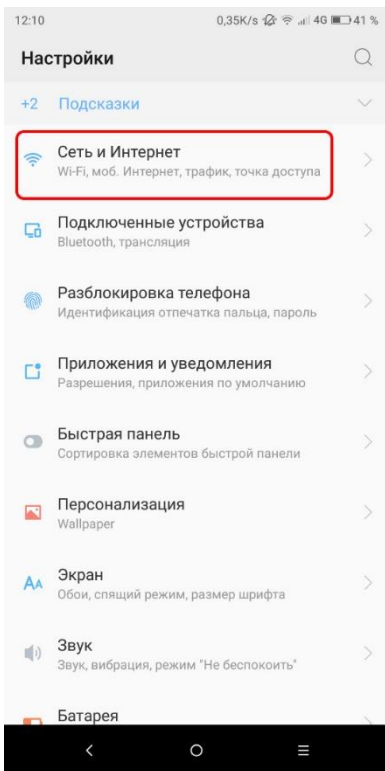 12:10 0,35K/s 4G 41 %
Настройки
+2 Подсказки
Сеть и Интернет
Wi-Fi, моб. Интернет, трафик, точка доступа
Подключенные устройства
Bluetooth, трансляция
Разблокировка телефона
Идентификация отпечатка пальца, пароль
Приложения и уведомления
Разрешения, приложения по умолчанию
Быстрая панель
Сортировка элементов быстрой панели
Персонализация
Wallpaper
Экран
Обои, спящий режим, размер шрифта
Звук
Звук, вибрация, режим "Не беспокоить"
Батарея